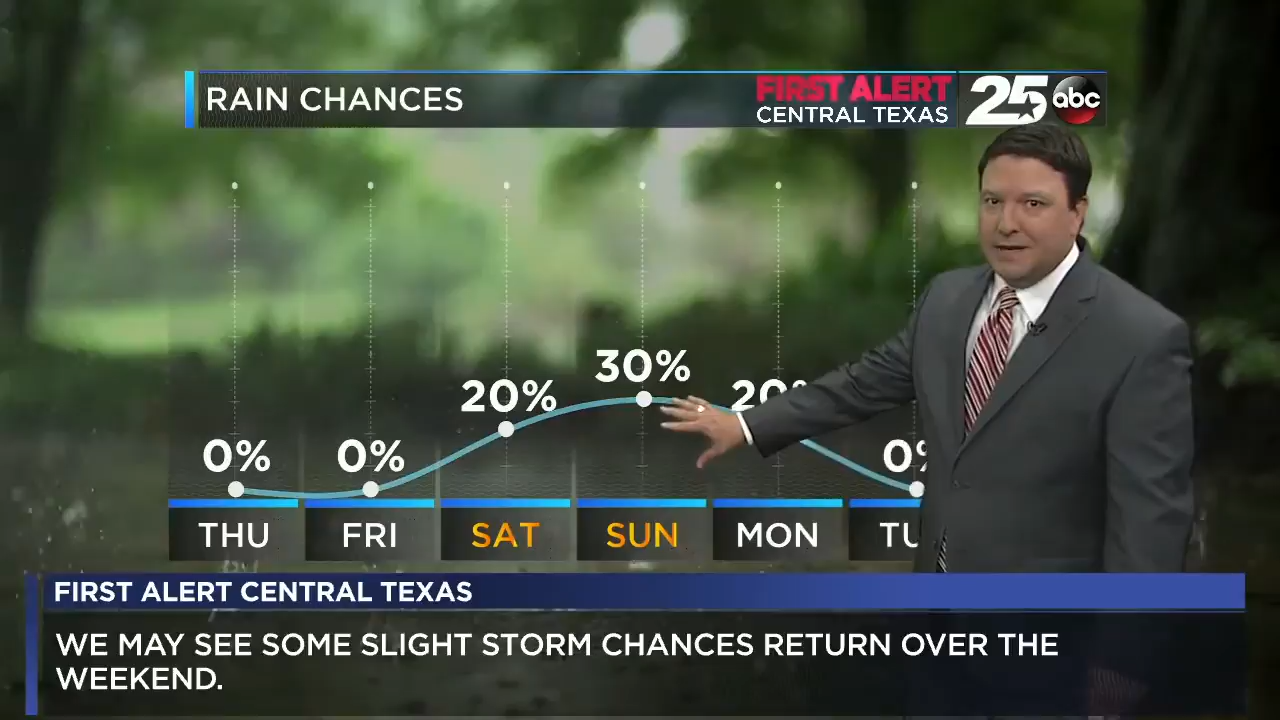 RAIN CHANCES
FIRST ALERT
CENTRAL TEXAS
25 abc
30%
20%
0% 0%
THU FRI SAT SUN MON
FIRST ALERT CENTRAL TEXAS
WE MAY SEE SOME SLIGHT STORM CHANCES RETURN OVER THE
WEEKEND.